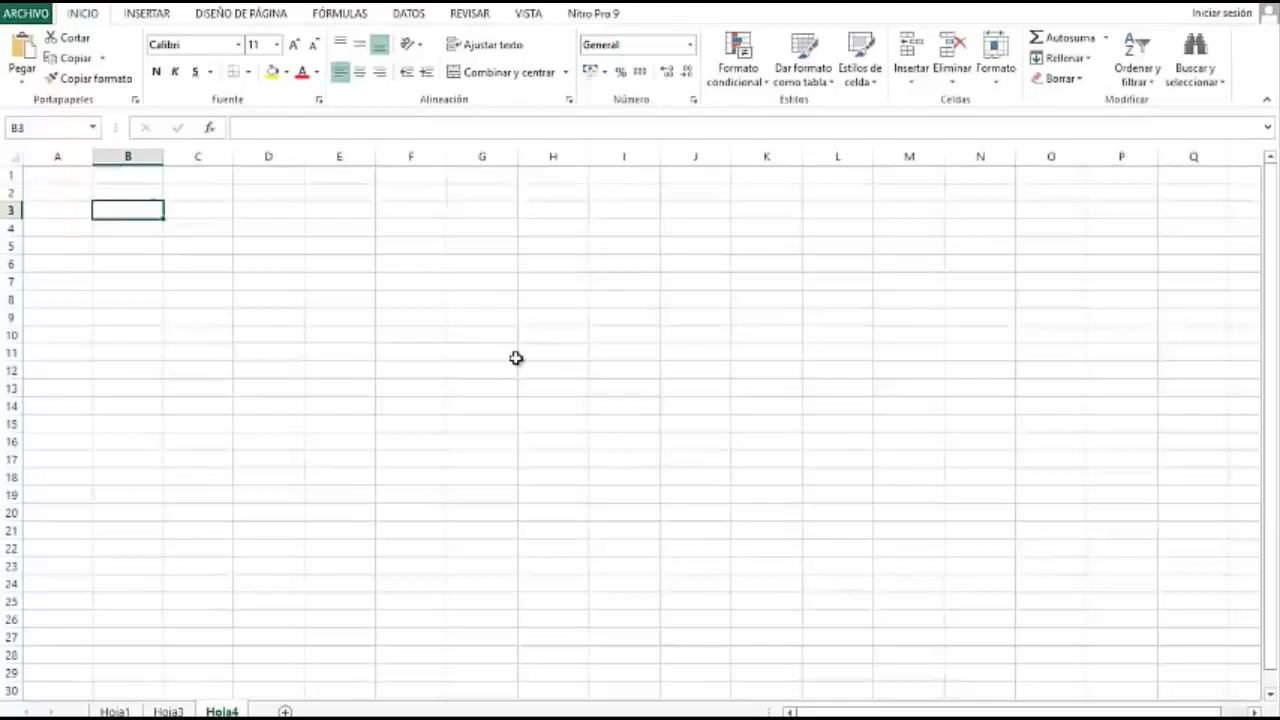 ARCHIVO INICIO INSERTAR DISEÑO DE PÁGINA FÓRMULAS DATOS REVISAR VISTA Nitro Pro 9 Iniciar sesión
Pegar Cortar Copiar Copiar formato
Calibri 11
N K S
Ajustar texto
Combinar y centrar
General
%
Formato condicional
Dar formato como tabla
Estilos de celda
Insertar Eliminar Formato
Σ Autosuma
Rellenar
Borrar
Ordenar y filtrar
Buscar y seleccionar
Portapapeles Fuente Alineación Número Estilos Celdas Modificar
B3 fx
A B C D E F G H I J K L M N O P Q
1
2
3
4
5
6
7
8
9
10
11
12
13
14
15
16
17
18
19
20
21
22
23
24
25
26
27
28
29
30
Hoja1 Hoja3 Hoja4